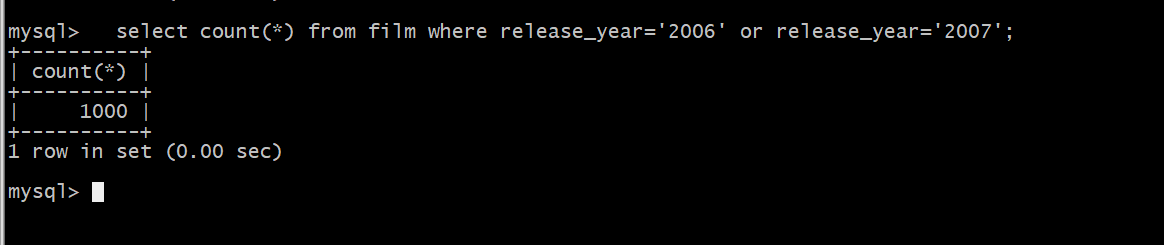 mysql>   select count(*) from film where release_year='2006' or release_year='2007';
+----------+
| count(*) |
+----------+
|     1000 |
+----------+
1 row in set (0.00 sec)
mysql>